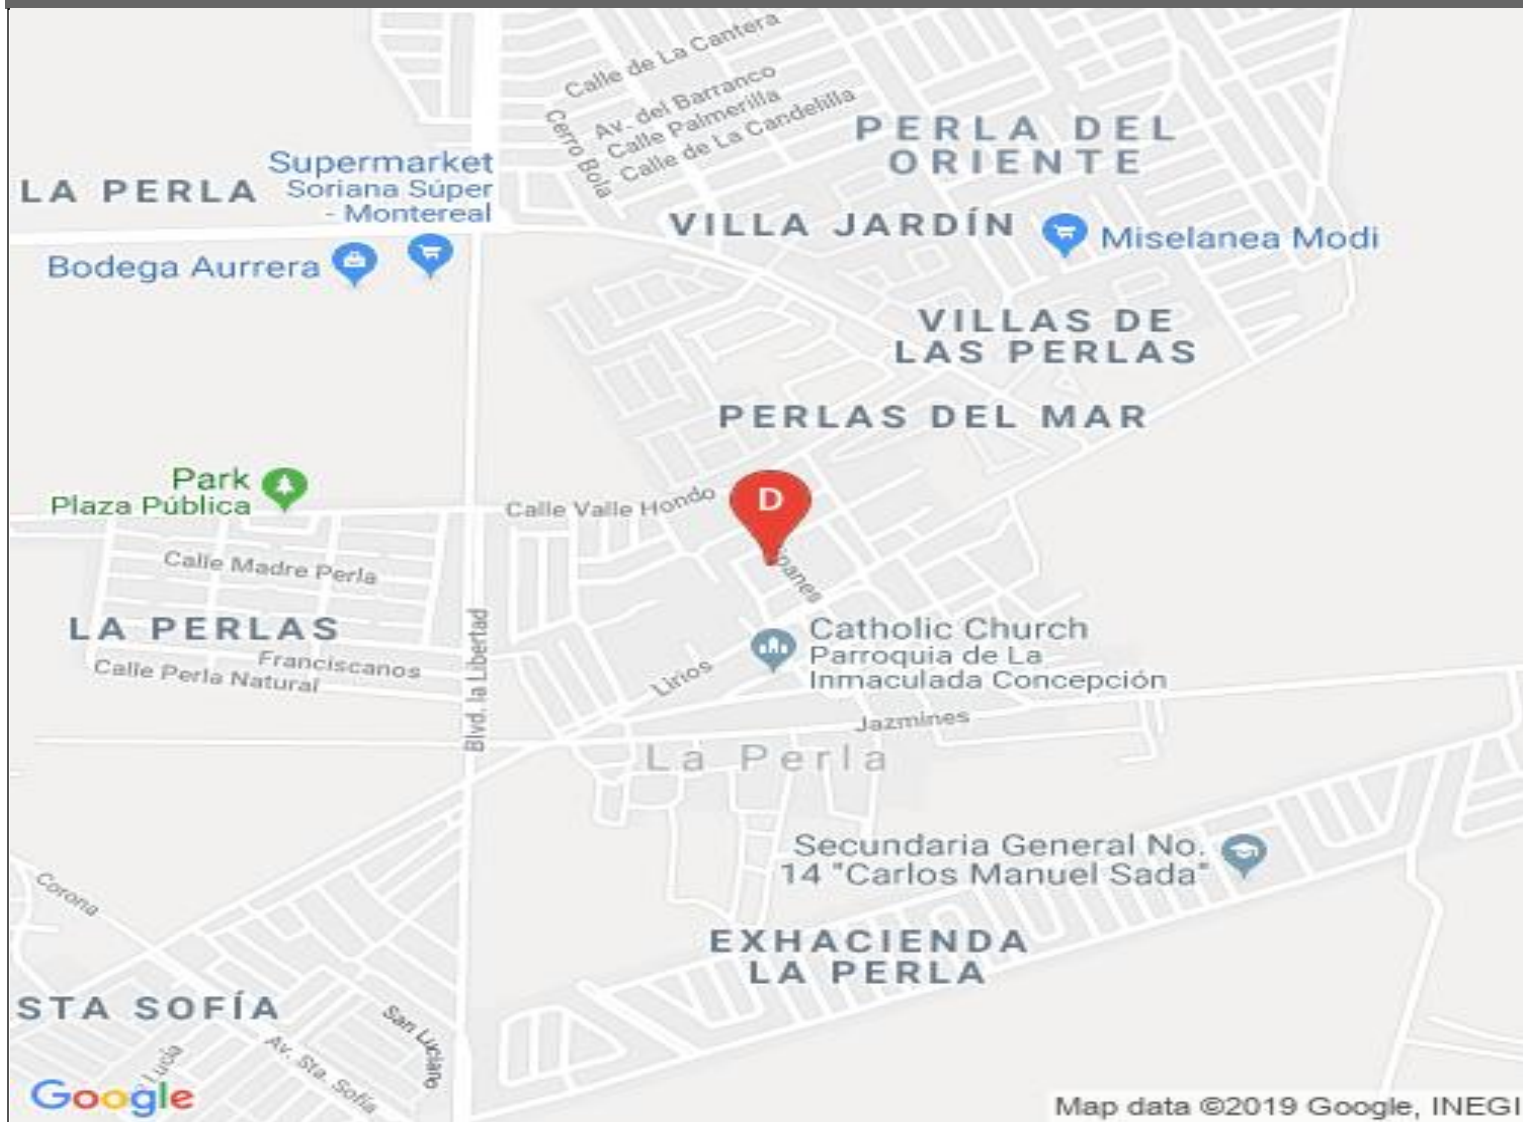 Calle de La Cantera
Av. del Barranco
Calle Palmerilla
Calle de La Candelilla
Cerro Bola
PERLA DEL
ORIENTE
Supermarket
Soriana Súper
- Montereal
LA PERLA
VILLA JARDÍN
Miselanea Modi
Bodega Aurrera
VILLAS DE
LAS PERLAS
PERLAS DEL MAR
Park
Plaza Pública
Calle Valle Hondo
D
Calle Madre Perla
LA PERLAS
Franciscanos
Calle Perla Natural
Blvd. la Libertad
Lirios
Catholic Church
Parroquia de La
Inmaculada Concepción
Jazmines
La Perla
Secundaria General No.
14 "Carlos Manuel Sada"
Corona
EXHACIENDA
LA PERLA
STA SOFÍA
San Luciano
Av. Sta. Sofía
Lucía
Google
Map data ©2019 Google, INEGI